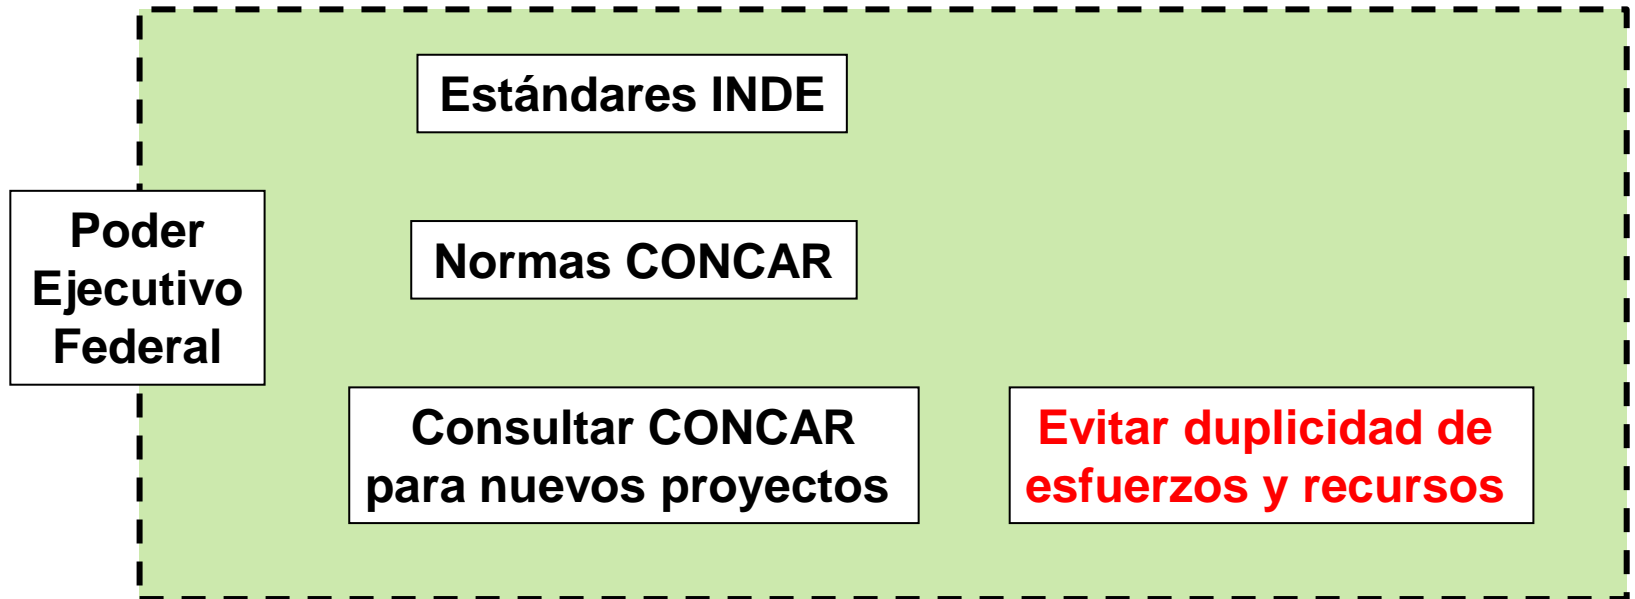 Estándares INDE
Poder
Ejecutivo
Federal
Normas CONCAR
Consultar CONCAR
para nuevos proyectos
Evitar duplicidad de
esfuerzos y recursos